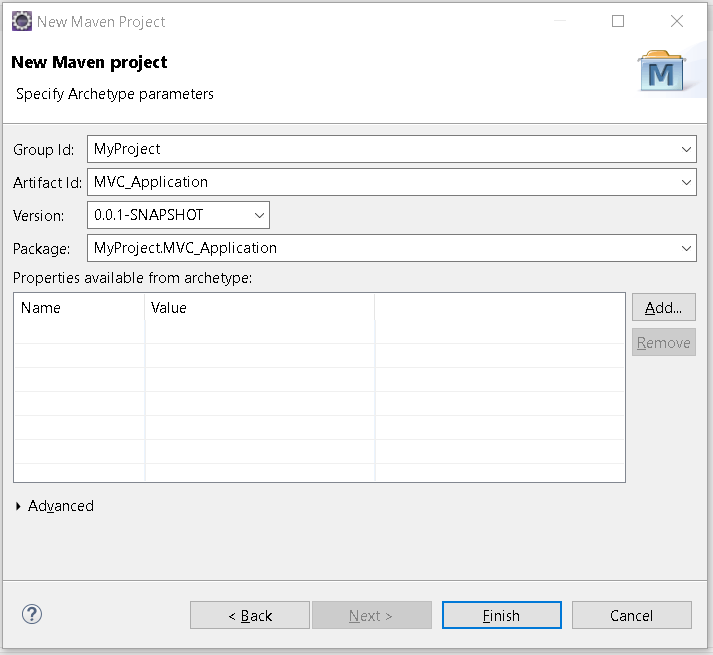 New Maven Project
New Maven project
Specify Archetype parameters
M
Group Id: MyProject
Artifact Id: MVC_Application
Version: 0.0.1-SNAPSHOT
Package: MyProject.MVC_Application
Properties available from archetype:
Name Value
Add...
Remove
Advanced
? < Back Next > Finish Cancel